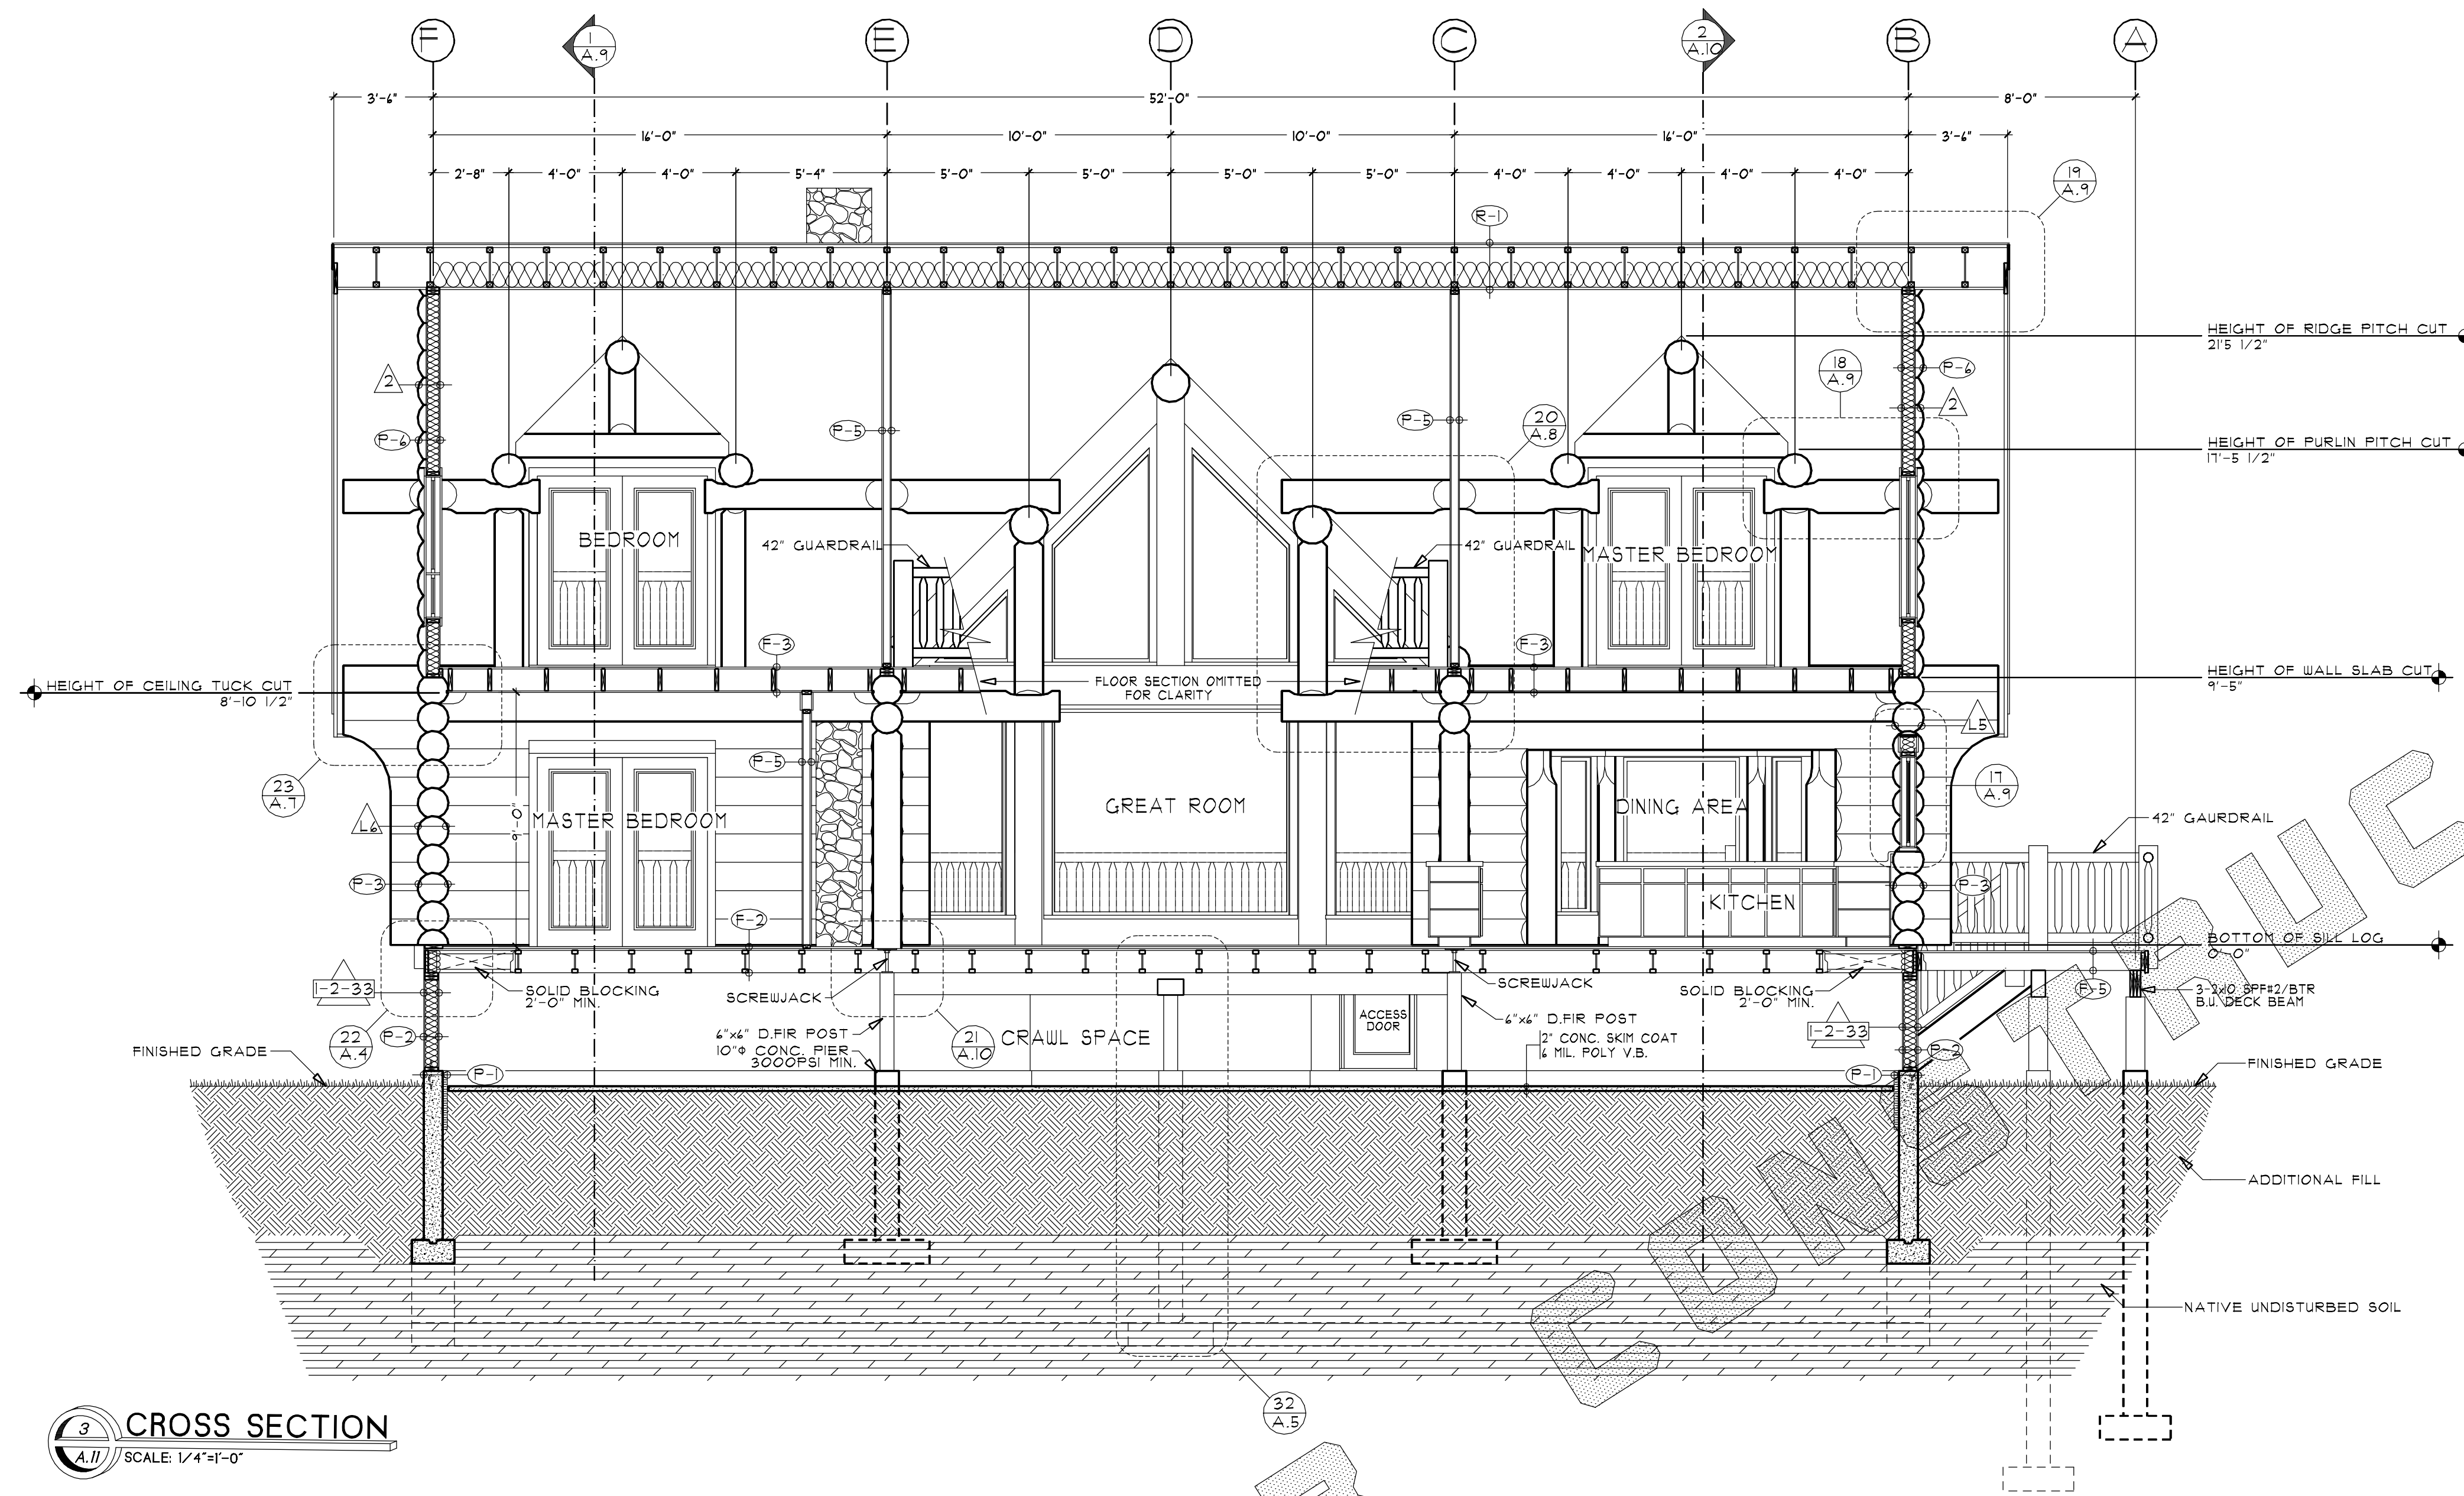 F
1
A.9
E
D
C
2
A.10
B
A
3'-6"
52'-0"
8'-0"
16'-0"
10'-0"
10'-0"
16'-0"
3'-6"
2'-8"
4'-0"
4'-0"
5'-4"
5'-0"
5'-0"
5'-0"
5'-0"
4'-0"
4'-0"
4'-0"
4'-0"
19
A.9
R-1
HEIGHT OF RIDGE PITCH CUT
21'5 1/2"
18
A.9
P-6
2
2
20
A.8
P-6
P-5
P-5
HEIGHT OF PURLIN PITCH CUT
17'-5 1/2"
BEDROOM
42" GUARDRAIL
42" GUARDRAIL
MASTER BEDROOM
F-3
F-3
HEIGHT OF CEILING TUCK CUT
8'-10 1/2"
FLOOR SECTION OMITTED
FOR CLARITY
HEIGHT OF WALL SLAB CUT
9'-5"
L5
P-5
23
A.7
17
A.9
L6
9'-0"
MASTER BEDROOM
GREAT ROOM
DINING AREA
42" GAURDRAIL
P-3
P-3
F-2
KITCHEN
BOTTOM OF SILL LOG
0'-0"
1-2-33
SOLID BLOCKING
2'-0" MIN.
SCREWJACK
SCREWJACK
SOLID BLOCKING
2'-0" MIN.
F-5
3-2x10 SPF#2/BTR
B.U. DECK BEAM
22
A.4
P-2
6"x6" D.FIR POST
10"Φ CONC. PIER
3000PSI MIN.
21
A.10
CRAWL SPACE
ACCESS
DOOR
6"x6" D.FIR POST
2" CONC. SKIM COAT
6 MIL. POLY V.B.
1-2-33
P-2
FINISHED GRADE
FINISHED GRADE
P-1
P-1
ADDITIONAL FILL
NATIVE UNDISTURBED SOIL
32
A.5
3
A.11
CROSS SECTION
SCALE: 1/4"=1'-0"